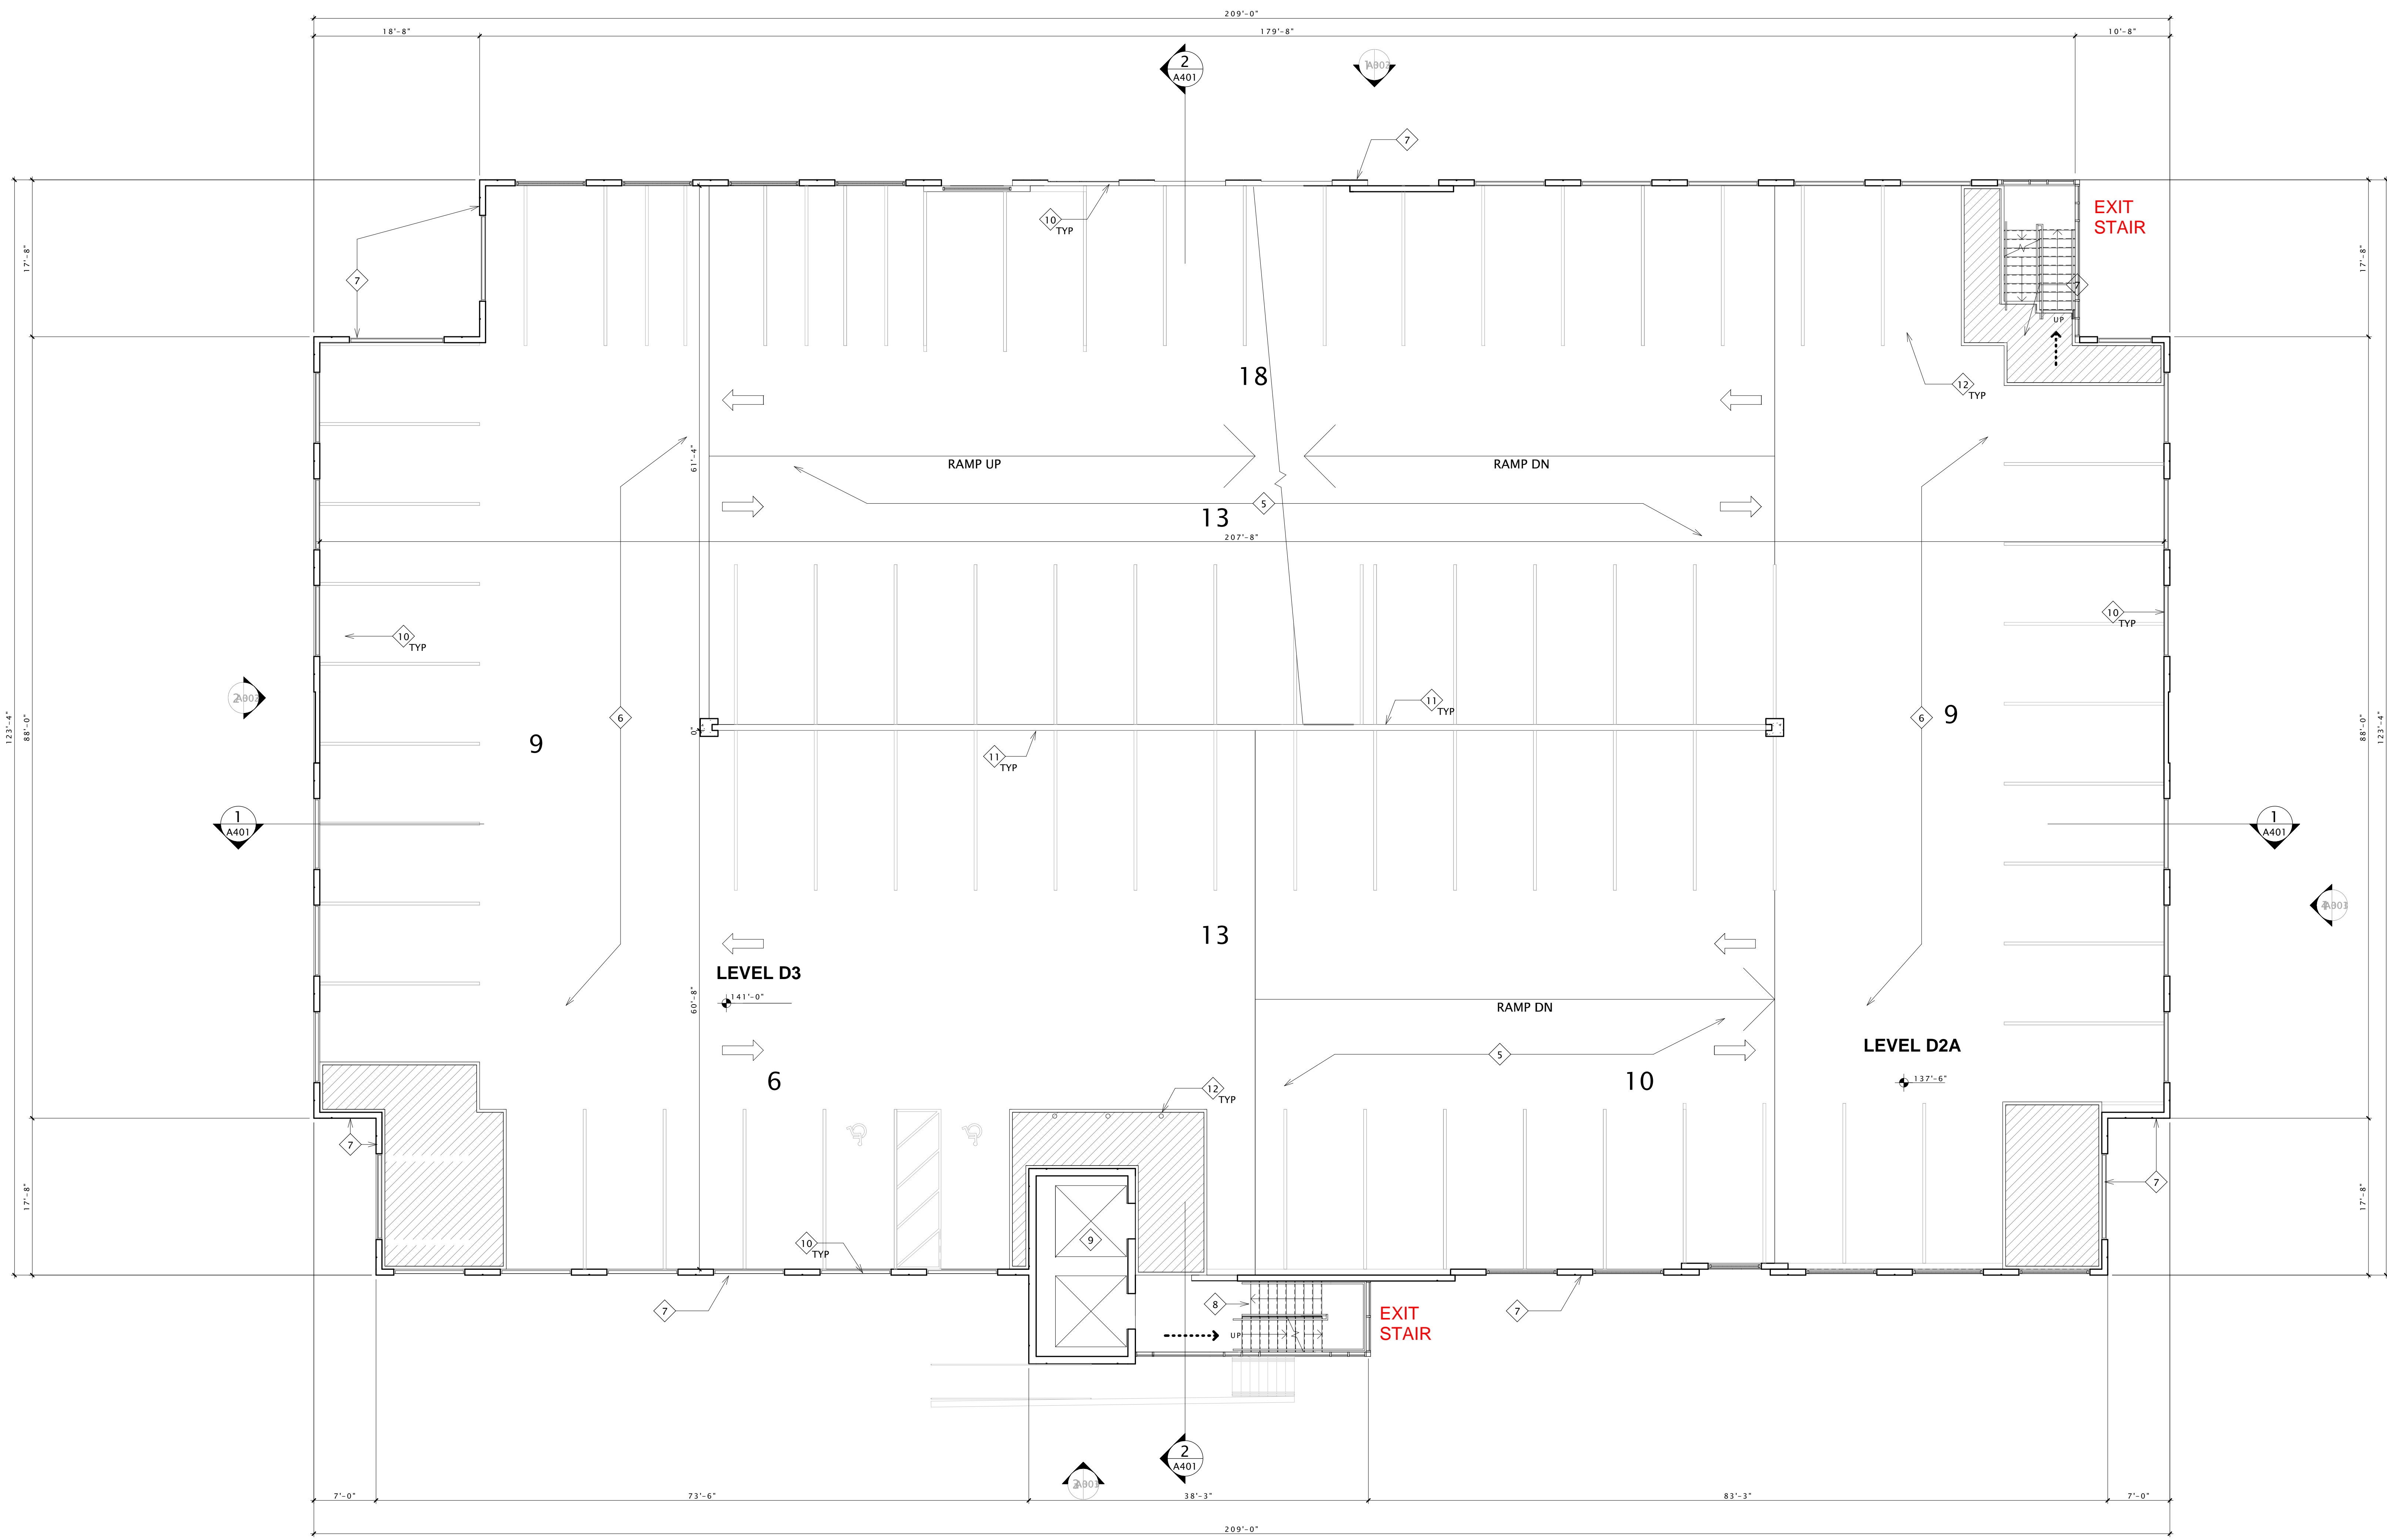 209'-0"
18'-8"
179'-8"
10'-8"
2
A401
7
10
TYP
EXIT
STAIR
17'-8"
17'-8"
7
7
UP
18
12
TYP
61'-4"
RAMP UP
RAMP DN
5
13
207'-8"
10
TYP
10
TYP
123'-4"
88'-0"
88'-0"
123'-4"
6
9
0"
11
TYP
11
TYP
6
9
1
A401
1
A401
13
LEVEL D3
141'-0"
60'-8"
RAMP DN
5
LEVEL D2A
137'-6"
6
10
12
TYP
7
17'-8"
17'-8"
7
10
TYP
9
7
8
UP
EXIT
STAIR
7
2
A401
7'-0"
73'-6"
38'-3"
83'-3"
7'-0"
209'-0"